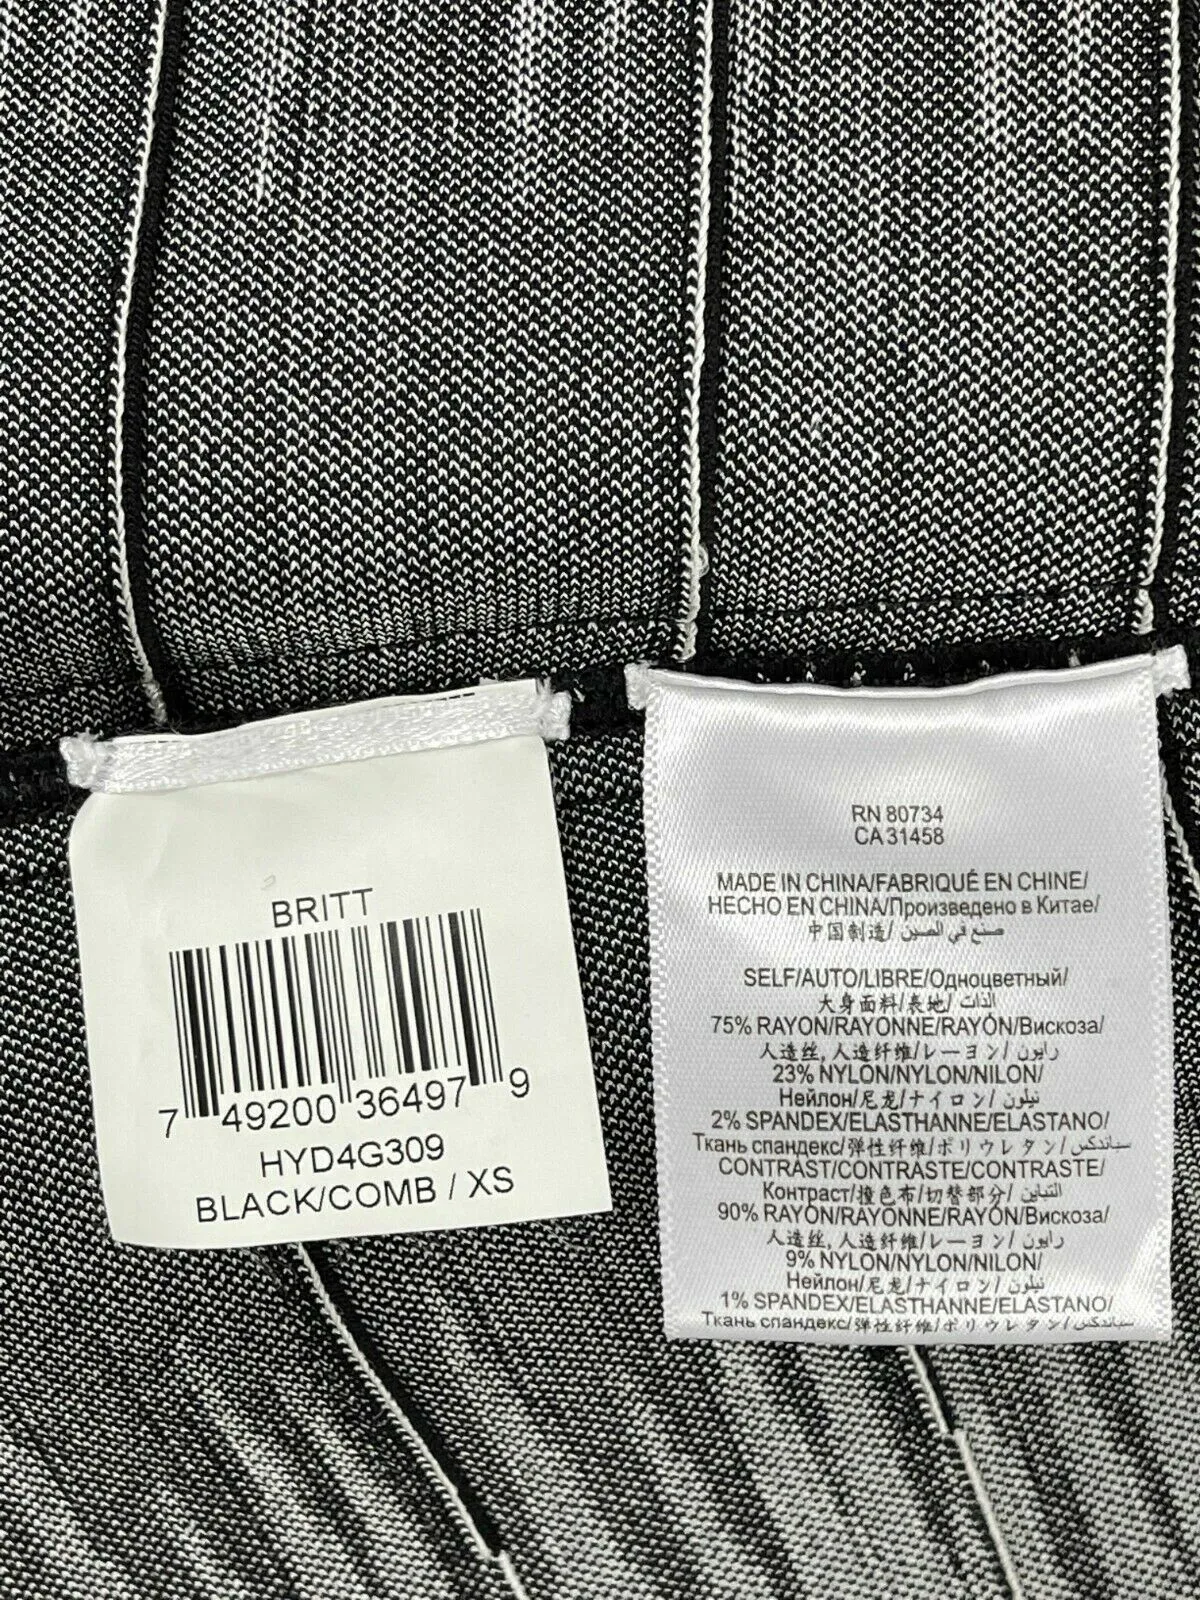 BRITT
7 49200 36497 9
HYD4G309
BLACK/COMB / XS
RN 80734
CA 31458
MADE IN CHINA/FABRIQUÉ EN CHINE/
HECHO EN CHINA/Произведено в Китае/
中国制造/ صنع في الصين
SELF/AUTO/LIBRE/Одноцветный/
大身面料/表地/ الذات
75% RAYON/RAYONNE/RAYÓN/Вискоза/
人造丝, 人造纤维/レーヨン/ رايون
23% NYLON/NYLON/NILON/
Нейлон/尼龙/ナイロン/ نيلون
2% SPANDEX/ELASTHANNE/ELASTANO/
Ткань спандекс/弹性纤维/ポリウレタン/ سباندكس
CONTRAST/CONTRASTE/CONTRASTE/
Контраст/撞色布/切替部分/ التباين
90% RAYON/RAYONNE/RAYÓN/Вискоза/
人造丝, 人造纤维/レーヨン/ رايون
9% NYLON/NYLON/NILON/
Нейлон/尼龙/ナイロン/ نيلون
1% SPANDEX/ELASTHANNE/ELASTANO/
Ткань спандекс/弹性纤维/ポリウレタン/ سباندكس